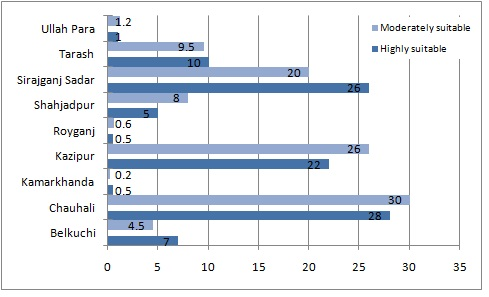 Ullah Para 1.2
1
Moderately suitable
Highly suitable
Tarash 9.5
10
Sirajganj Sadar 20
26
Shahjadpur 8
5
Royganj 0.6
0.5
Kazipur 26
22
Kamarkhanda 0.2
0.5
Chauhali 30
28
Belkuchi 4.5
7
0 5 10 15 20 25 30 35